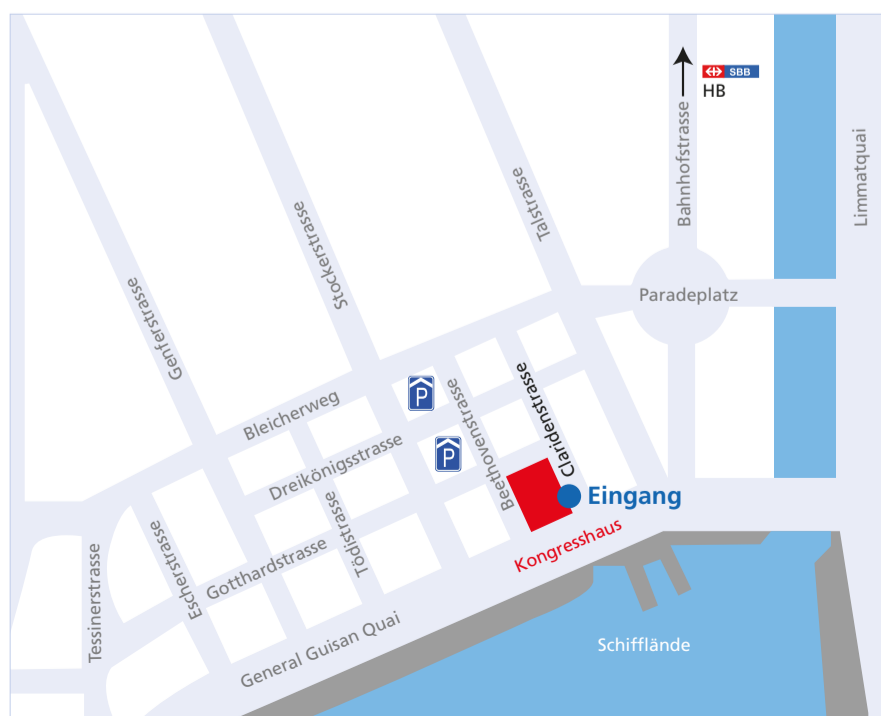 SBB
HB
Bahnhofstrasse
Limmatquai
Talstrasse
Stockerstrasse
Genferstrasse
Paradeplatz
Bleicherweg
P
Beethovenstrasse
Claridenstrasse
Dreikönigsstrasse
P
Eingang
Tödistrasse
Kongresshaus
Escherstrasse
Gotthardstrasse
Tessinerstrasse
General Guisan Quai
Schifflände